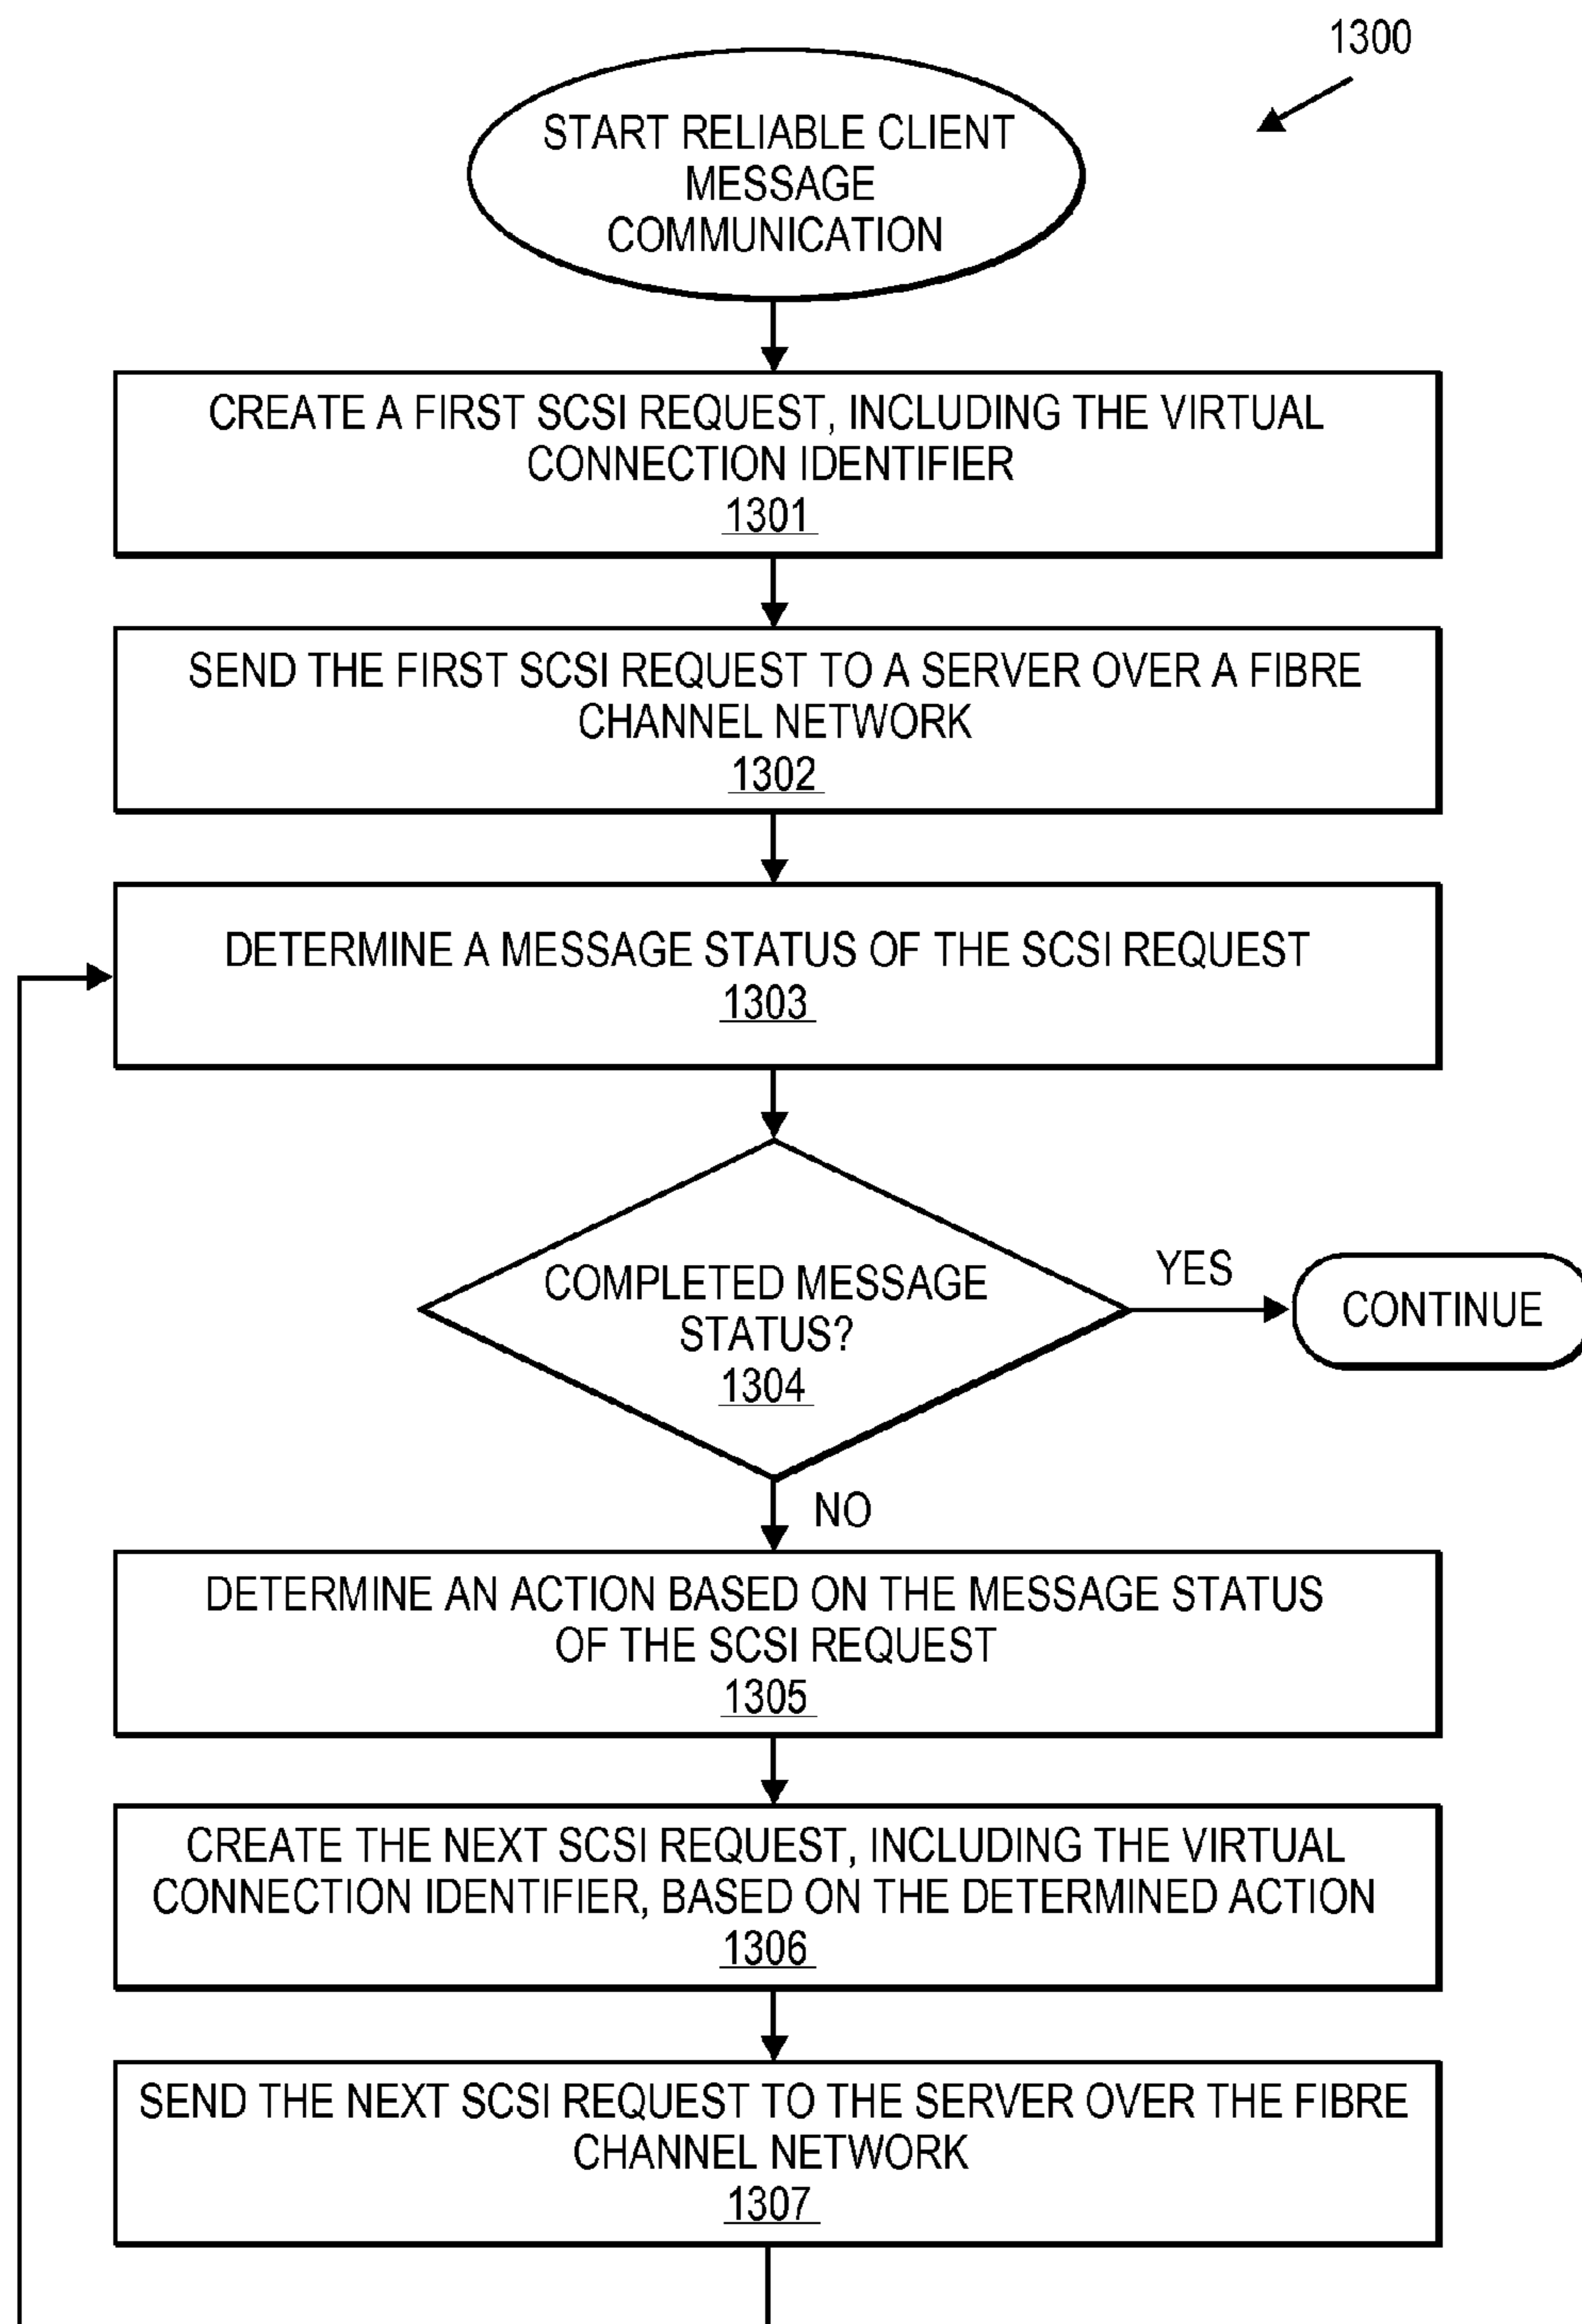 1300
START RELIABLE CLIENT
MESSAGE
COMMUNICATION
CREATE A FIRST SCSI REQUEST, INCLUDING THE VIRTUAL
CONNECTION IDENTIFIER
1301
SEND THE FIRST SCSI REQUEST TO A SERVER OVER A FIBRE
CHANNEL NETWORK
1302
DETERMINE A MESSAGE STATUS OF THE SCSI REQUEST
1303
COMPLETED MESSAGE
STATUS?
1304
YES
CONTINUE
NO
DETERMINE AN ACTION BASED ON THE MESSAGE STATUS
OF THE SCSI REQUEST
1305
CREATE THE NEXT SCSI REQUEST, INCLUDING THE VIRTUAL
CONNECTION IDENTIFIER, BASED ON THE DETERMINED ACTION
1306
SEND THE NEXT SCSI REQUEST TO THE SERVER OVER THE FIBRE
CHANNEL NETWORK
1307